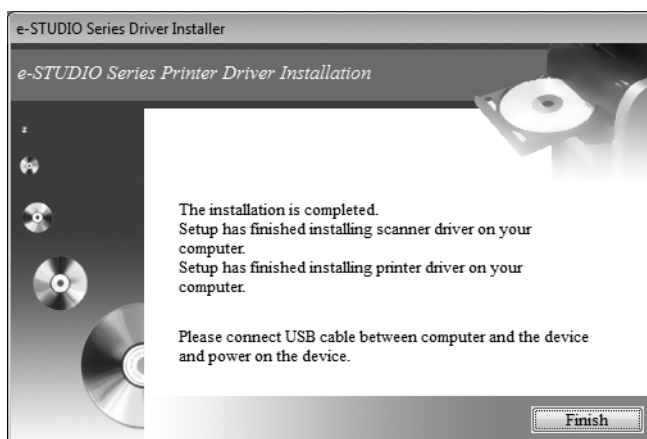 e-STUDIO Series Driver Installer
e-STUDIO Series Printer Driver Installation
The installation is completed.
Setup has finished installing scanner driver on your
computer.
Setup has finished installing printer driver on your
computer.
Please connect USB cable between computer and the device
and power on the device.
Finish